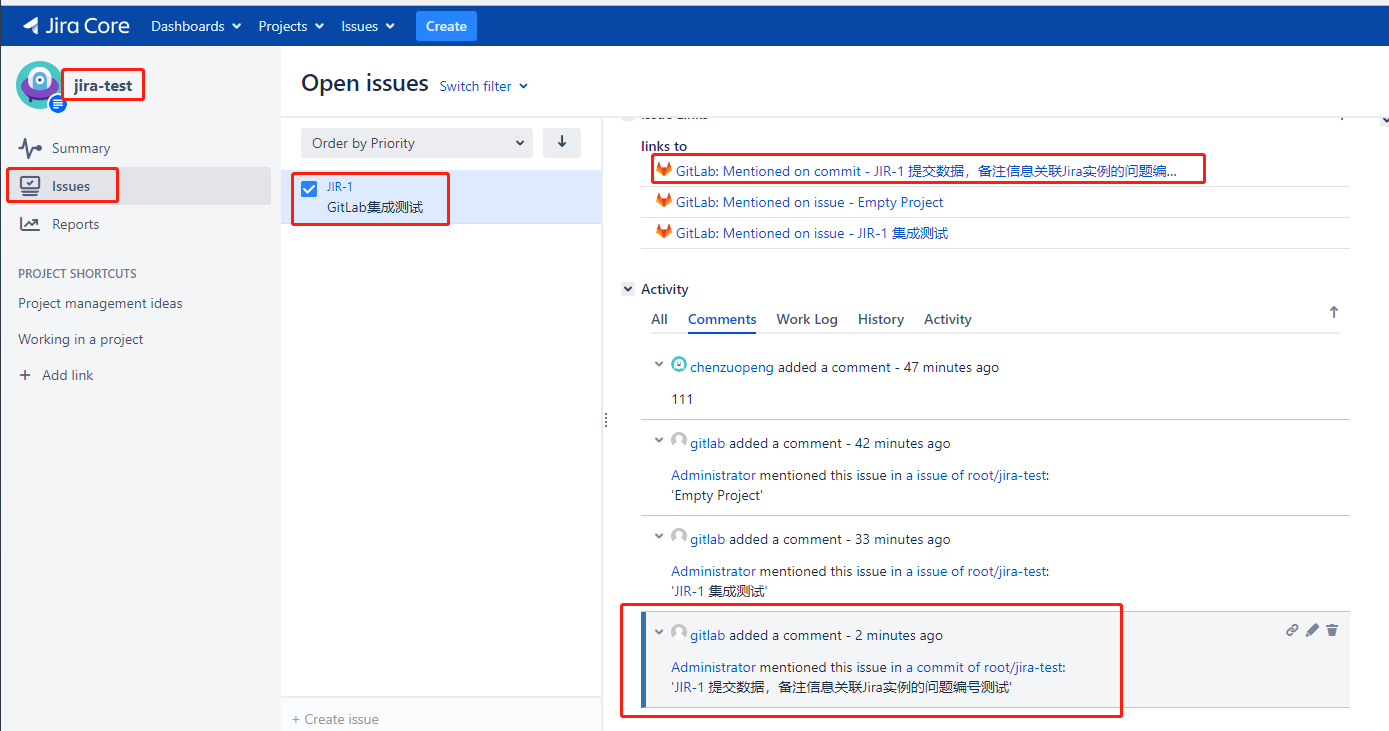 Jira Core Dashboards Projects Issues Create
jira-test
Summary
Issues
Reports
PROJECT SHORTCUTS
Project management ideas
Working in a project
+ Add link
Open issues Switch filter
Order by Priority
JIR-1
GitLab集成测试
+ Create issue
Issue Links
links to
GitLab: Mentioned on commit - JIR-1 提交数据，备注信息关联Jira实例的问题编...
GitLab: Mentioned on issue - Empty Project
GitLab: Mentioned on issue - JIR-1 集成测试
Activity
All Comments Work Log History Activity
chenzuopeng added a comment - 47 minutes ago
111
gitlab added a comment - 42 minutes ago
Administrator mentioned this issue in a issue of root/jira-test:
'Empty Project'
gitlab added a comment - 33 minutes ago
Administrator mentioned this issue in a issue of root/jira-test:
'JIR-1 集成测试'
gitlab added a comment - 2 minutes ago
Administrator mentioned this issue in a commit of root/jira-test:
'JIR-1 提交数据，备注信息关联Jira实例的问题编号测试'